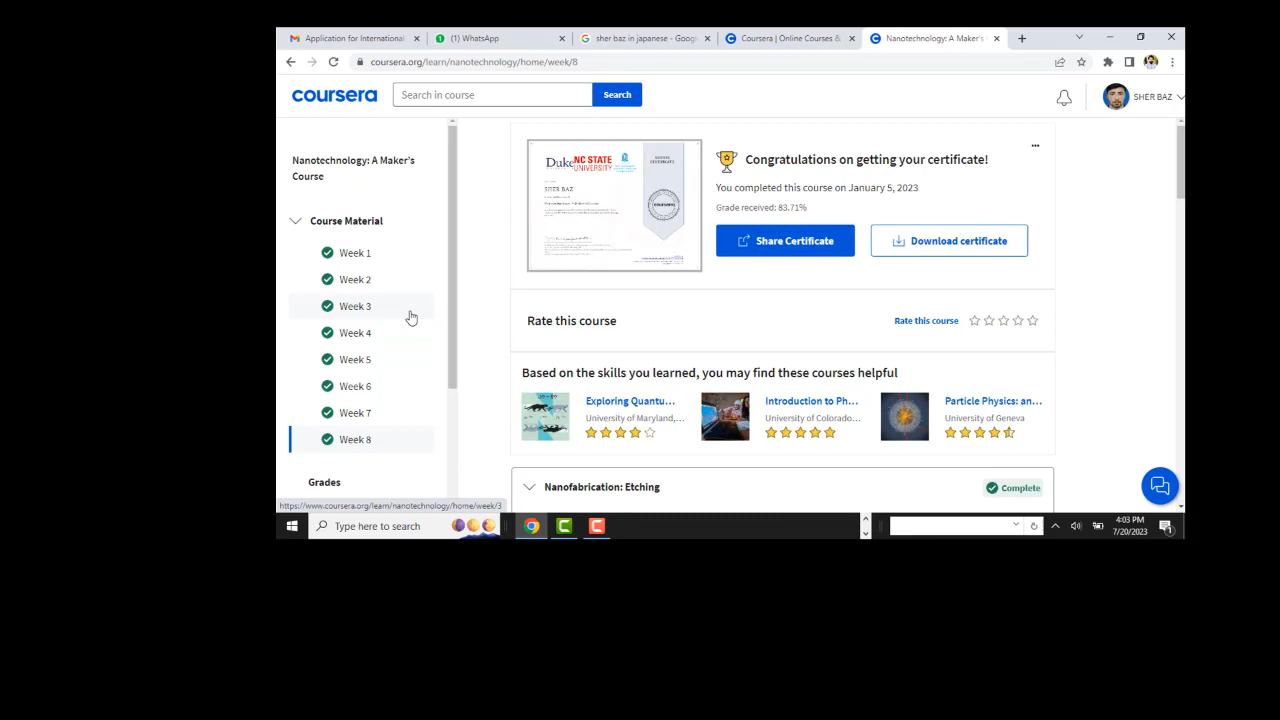 Application for International
(1) WhatsApp
sher baz in japanese - Goog
Coursera | Online Courses &
Nanotechnology: A Maker's
coursera.org/learn/nanotechnology/home/week/8
coursera
Search in course
Search
SHER BAZ
Nanotechnology: A Maker's
Course
Course Material
Week 1
Week 2
Week 3
Week 4
Week 5
Week 6
Week 7
Week 8
Grades
https://www.coursera.org/learn/nanotechnology/home/week/3
Duke NC STATE
UNIVERSITY
SHER BAZ
COURSE
CERTIFICATE
coursera
Congratulations on getting your certificate!
You completed this course on January 5, 2023
Grade received: 83.71%
Share Certificate
Download certificate
Rate this course
Rate this course
Based on the skills you learned, you may find these courses helpful
Exploring Quantu...
University of Maryland,...
Introduction to Ph...
University of Colorado...
Particle Physics: an...
University of Geneva
Nanofabrication: Etching
Complete
Type here to search
4:03 PM
7/20/2023
1